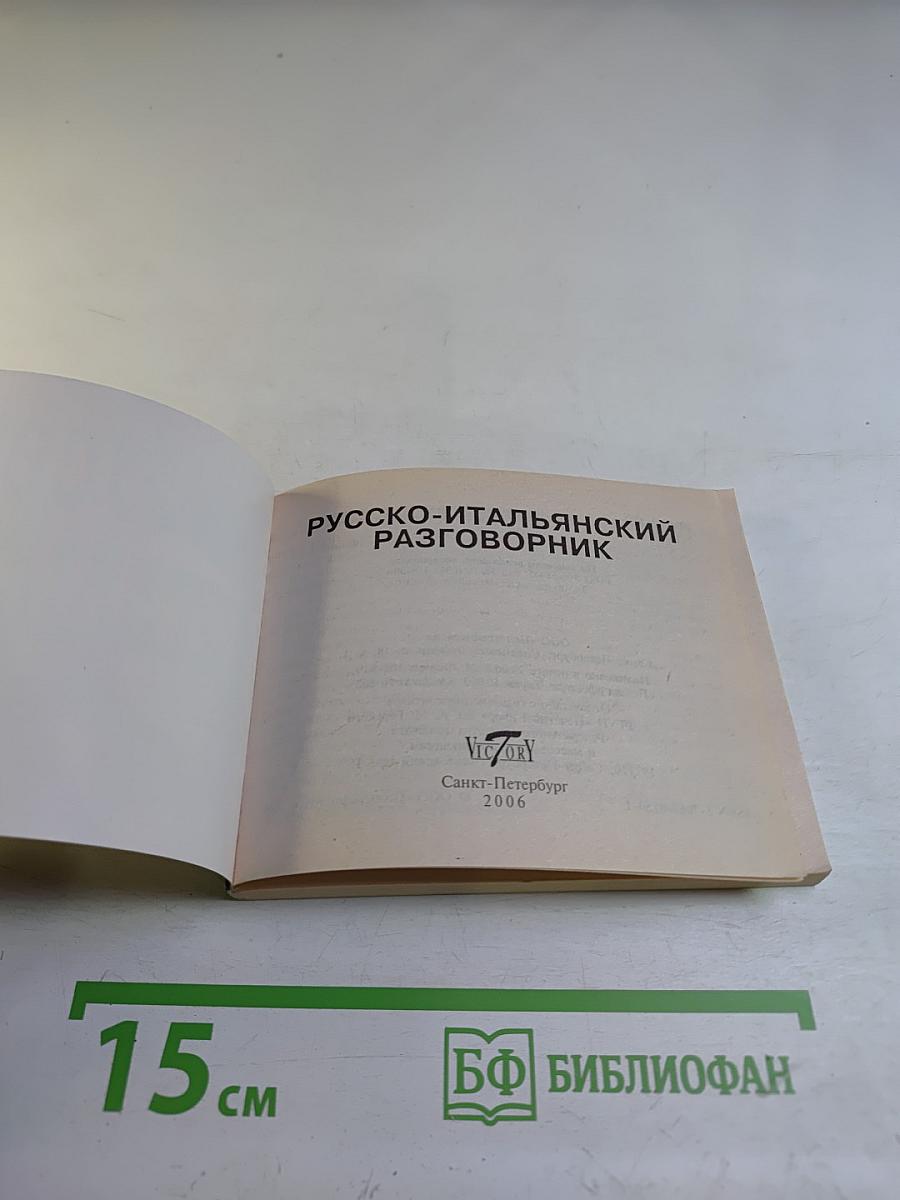 РУССКО-ИТАЛЬЯНСКИЙ
РАЗГОВОРНИК
VICTORY
Санкт-Петербург
2006
15 см
БФ БИБЛИОФАН